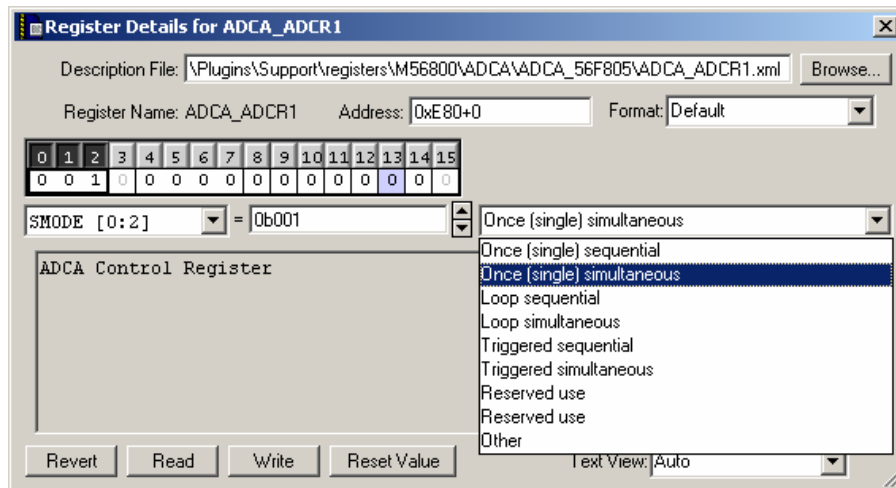 Register Details for ADCA_ADCR1
Description File: \Plugins\Support\registers\M56800\ADCA\ADCA_56F805\ADCA_ADCR1.xml Browse...
Register Name: ADCA_ADCR1 Address: 0xE80+0 Format: Default
0 1 2 3 4 5 6 7 8 9 10 11 12 13 14 15
0 0 1 0 0 0 0 0 0 0 0 0 0 0 0 0
SMODE [0:2] = 0b001 Once (single) simultaneous
Once (single) sequential
ADCA Control Register Once (single) simultaneous
Loop sequential
Loop simultaneous
Triggered sequential
Triggered simultaneous
Reserved use
Reserved use
Other
Revert Read Write Reset Value Text View: Auto